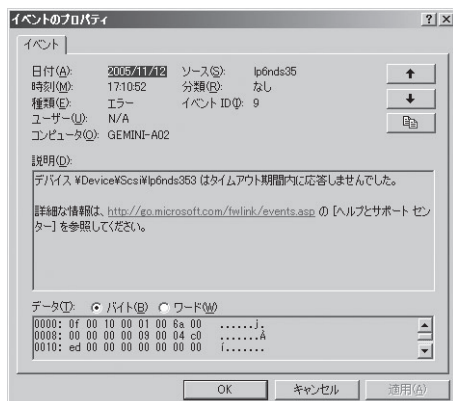 イベントのプロパティ
イベント
日付(A): 2005/11/12 ソース(S): lp6nds35
時刻(M): 17:10:52 分類(R): なし
種類(E): エラー イベント ID(I): 9
ユーザー(U): N/A
コンピュータ(O): GEMINI-A02
説明(D):
デバイス ¥Device¥Scsi¥lp6nds353 はタイムアウト期間内に応答しませんでした。
詳細な情報は、http://go.microsoft.com/fwlink/events.asp の [ヘルプとサポート セン
ター] を参照してください。
データ(T): バイト(B) ワード(W)
0000: 0f 00 10 00 01 00 6a 00 ......j.
0008: 00 00 00 00 09 00 04 c0 .......À
0010: ed 00 00 00 00 00 00 00 í.......
OK キャンセル 適用(A)